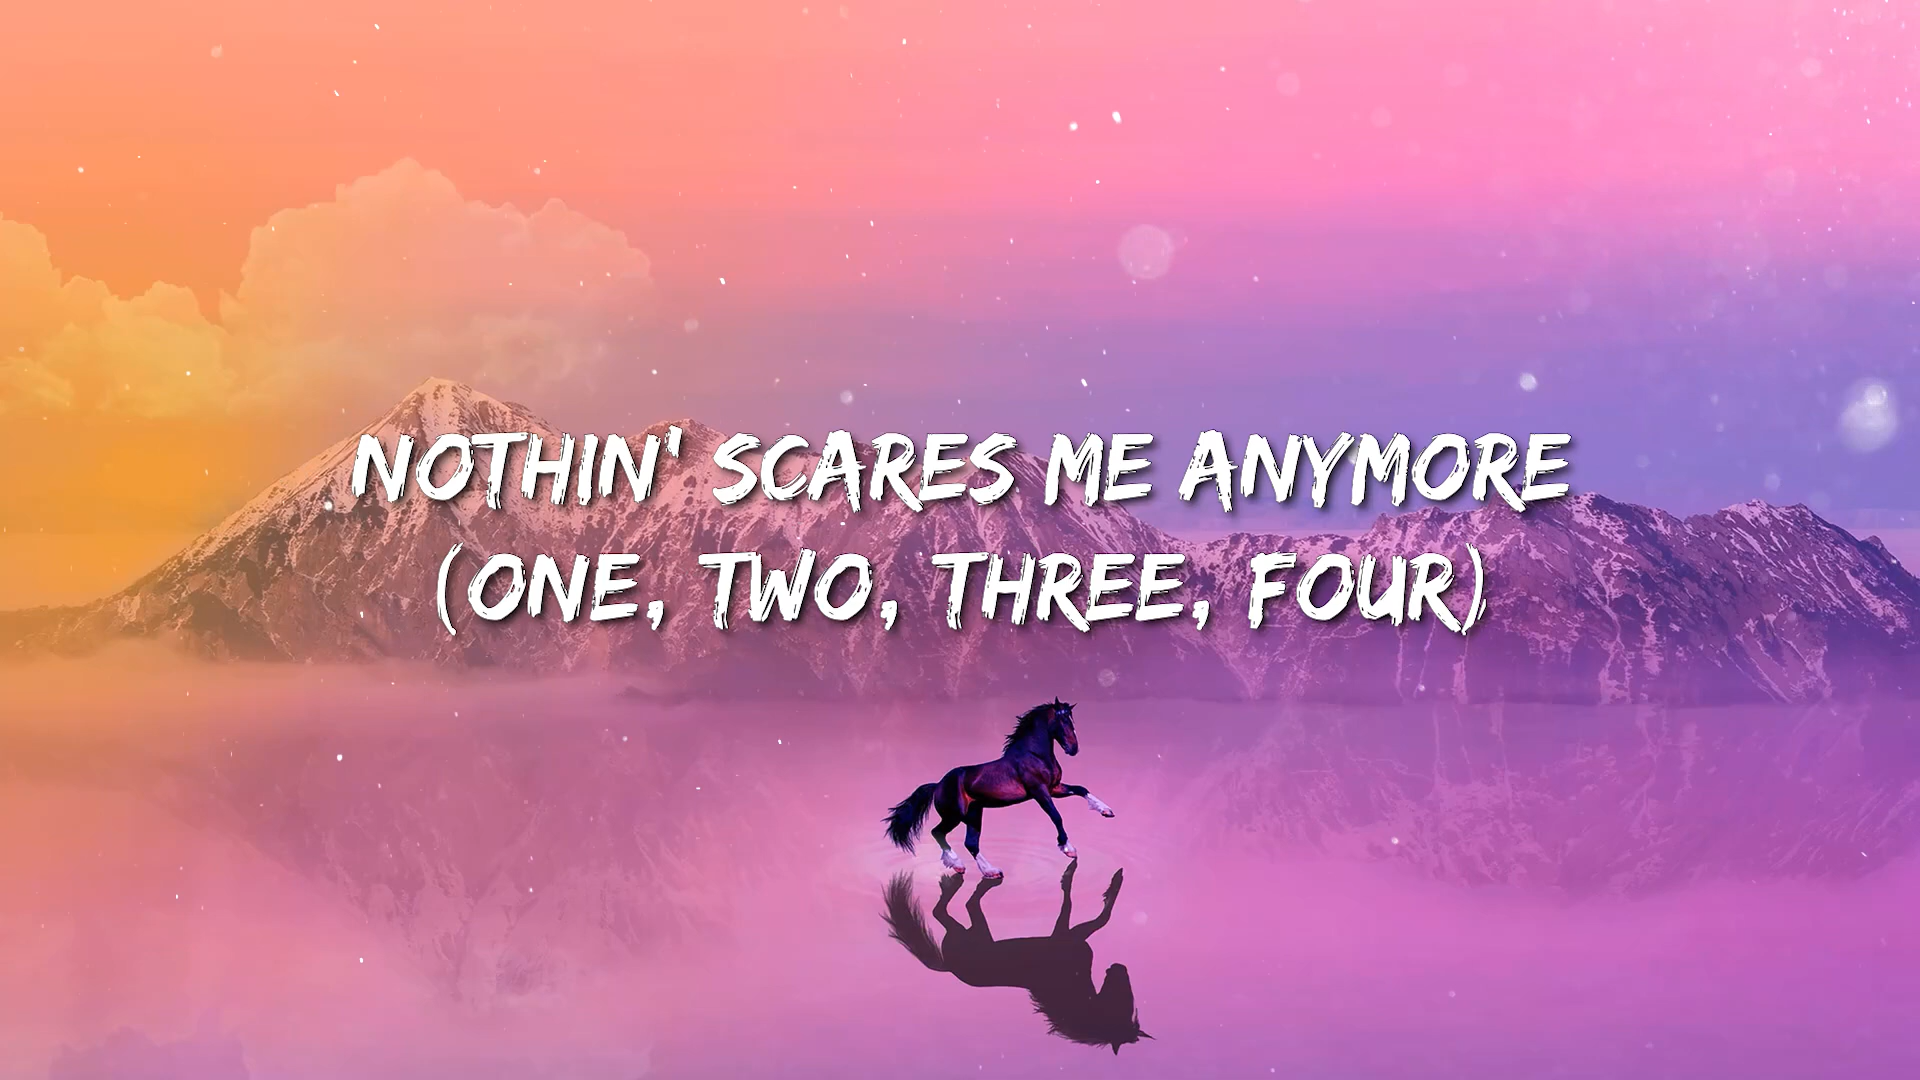 NOTHIN' SCARES ME ANYMORE
(ONE, TWO, THREE, FOUR)